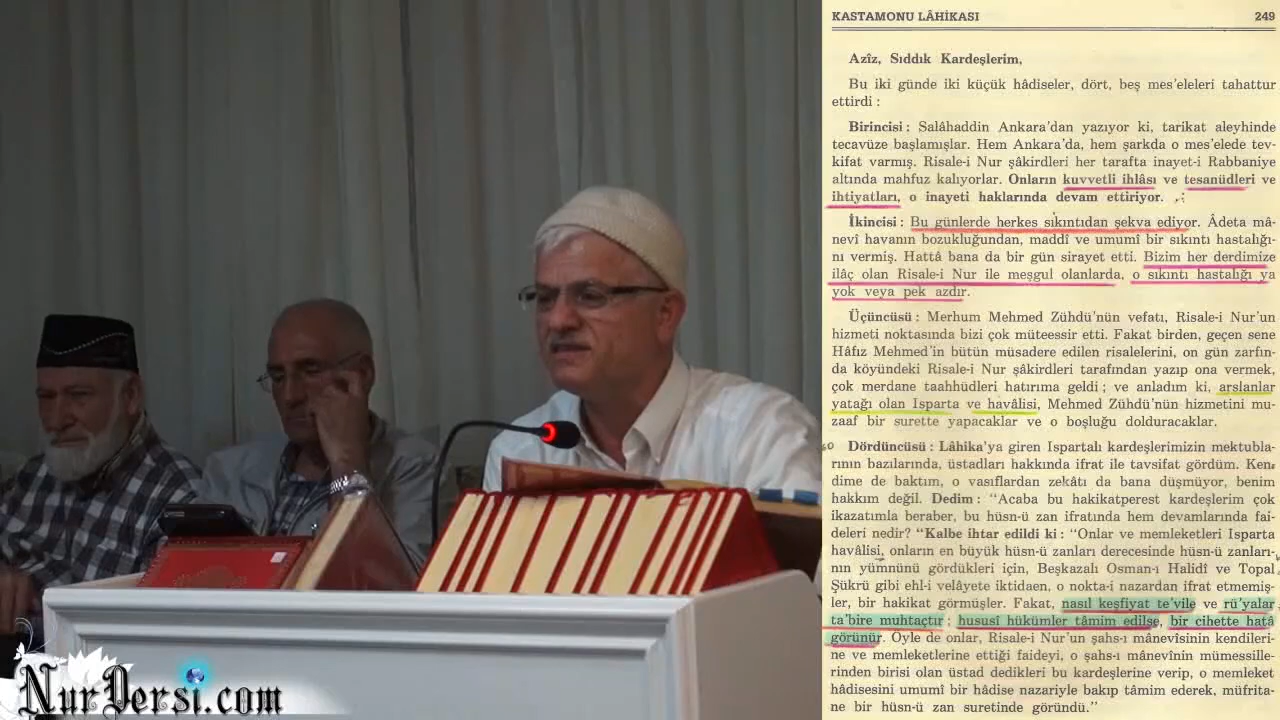 KASTAMONU LÂHİKASI 249
Azîz, Sıddık Kardeşlerim,
Bu iki günde iki küçük hâdiseler, dört, beş mes'eleleri tahattur
ettirdi :
Birincisi : Salâhaddin Ankara'dan yazıyor ki, tarikat aleyhinde
tecavüze başlamışlar. Hem Ankara'da, hem şarkda o mes'elede tev-
kifat varmış. Risale-i Nur şâkirdleri her tarafta inayet-i Rabbaniye
altında mahfuz kalıyorlar. Onların kuvvetli ihlâsı ve tesanüdleri ve
ihtiyatları, o inayeti haklarında devam ettiriyor.
İkincisi : Bu günlerde herkes sıkıntıdan şekva ediyor. Âdeta mâ-
nevî havanın bozukluğundan, maddî ve umumî bir sıkıntı hastalığı-
nı vermiş. Hattâ bana da bir gün sirayet etti. Bizim her derdimize
ilâç olan Risale-i Nur ile meşgul olanlarda, o sıkıntı hastalığı ya
yok veya pek azdır.
Üçüncüsü : Merhum Mehmed Zühdü'nün vefatı, Risale-i Nur'un
hizmeti noktasında bizi çok müteessir etti. Fakat birden, geçen sene
Hâfız Mehmed'in bütün müsadere edilen risalelerini, on gün zarfın-
da köyündeki Risale-i Nur şâkirdleri tarafından yazıp ona vermek,
çok merdane taahhüdleri hatırıma geldi ; ve anladım ki, arslanlar
yatağı olan Isparta ve havâlisi, Mehmed Zühdü'nün hizmetini mu-
zaaf bir surette yapacaklar ve o boşluğu dolduracaklar.
Dördüncüsü : Lâhika'ya giren Ispartalı kardeşlerimizin mektubla-
rının bazılarında, üstadları hakkında ifrat ile tavsifat gördüm. Ken-
dime de baktım, o vasıflardan zekâtı da bana düşmüyor, benim
hakkım değil. Dedim : "Acaba bu hakikatperest kardeşlerim çok
ikazatımla beraber, bu hüsn-ü zan ifratında hem devamlarında fai-
deleri nedir? "Kalbe ihtar edildi ki : "Onlar ve memleketleri Isparta
havâlisi, onların en büyük hüsn-ü zanları derecesinde hüsn-ü zanları-
nın yümnünü gördükleri için, Beşkazalı Osman-ı Halidî ve Topal
Şükrü gibi ehl-i velâyete iktidaen, o nokta-i nazardan ifrat etmemiş-
ler, bir hakikat görmüşler. Fakat, nasıl keşfiyat te'vile ve rü'yalar
ta'bire muhtaçtır ; hususî hükümler tâmim edilse, bir cihette hatâ
görünür. Öyle de onlar, Risale-i Nur'un şahs-ı mânevîsinin kendileri-
ne ve memleketlerine ettiği faideyi, o şahs-ı mânevînin mümessille-
rinden birisi olan üstad dedikleri bu kardeşlerine verip, o memleket
hâdisesini umumî bir hâdise nazariyle bakıp tâmim ederek, müfrita-
ne bir hüsn-ü zan suretinde göründü."
NurDersi.com